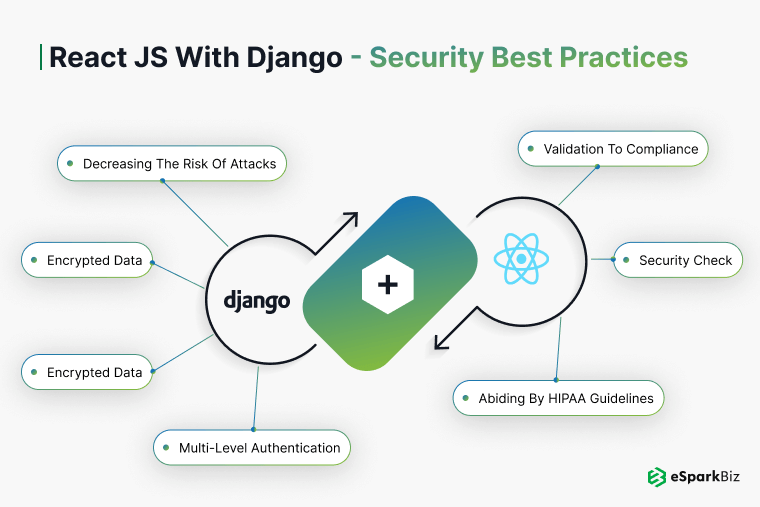 React JS With Django - Security Best Practices
Decreasing The Risk Of Attacks
Validation To Compliance
Encrypted Data
Security Check
django
+
Encrypted Data
Abiding By HIPAA Guidelines
Multi-Level Authentication
eSparkBiz